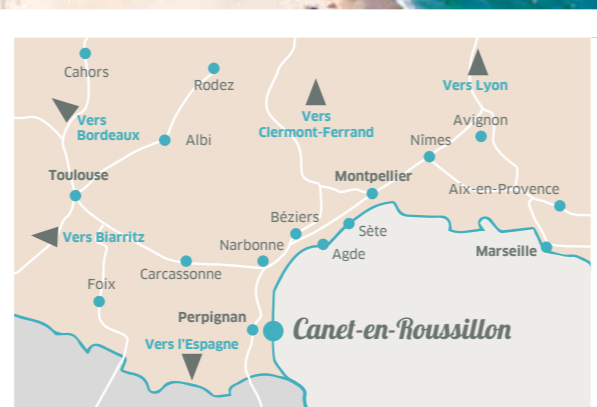 Cahors
Rodez
Vers Lyon
Vers
Bordeaux
Vers
Clermont-Ferrand
Avignon
Albi
Nîmes
Toulouse
Montpellier
Aix-en-Provence
Béziers
Sète
Vers Biarritz
Narbonne
Agde
Marseille
Carcassonne
Foix
Perpignan
Canet-en-Roussillon
Vers l'Espagne